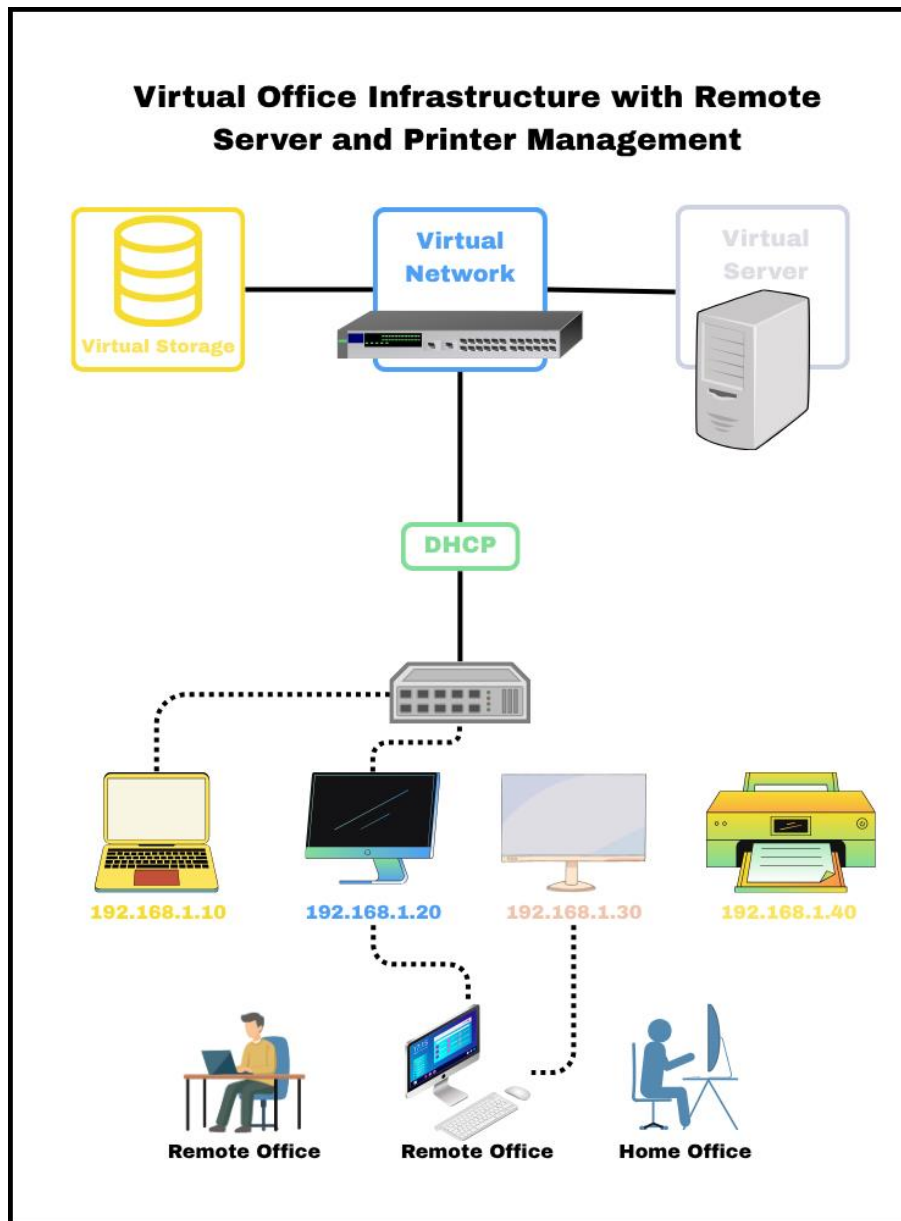 Virtual Office Infrastructure with Remote
Server and Printer Management
Virtual Storage
Virtual
Network
Virtual
Server
DHCP
192.168.1.10
192.168.1.20
192.168.1.30
192.168.1.40
Remote Office
Remote Office
Home Office